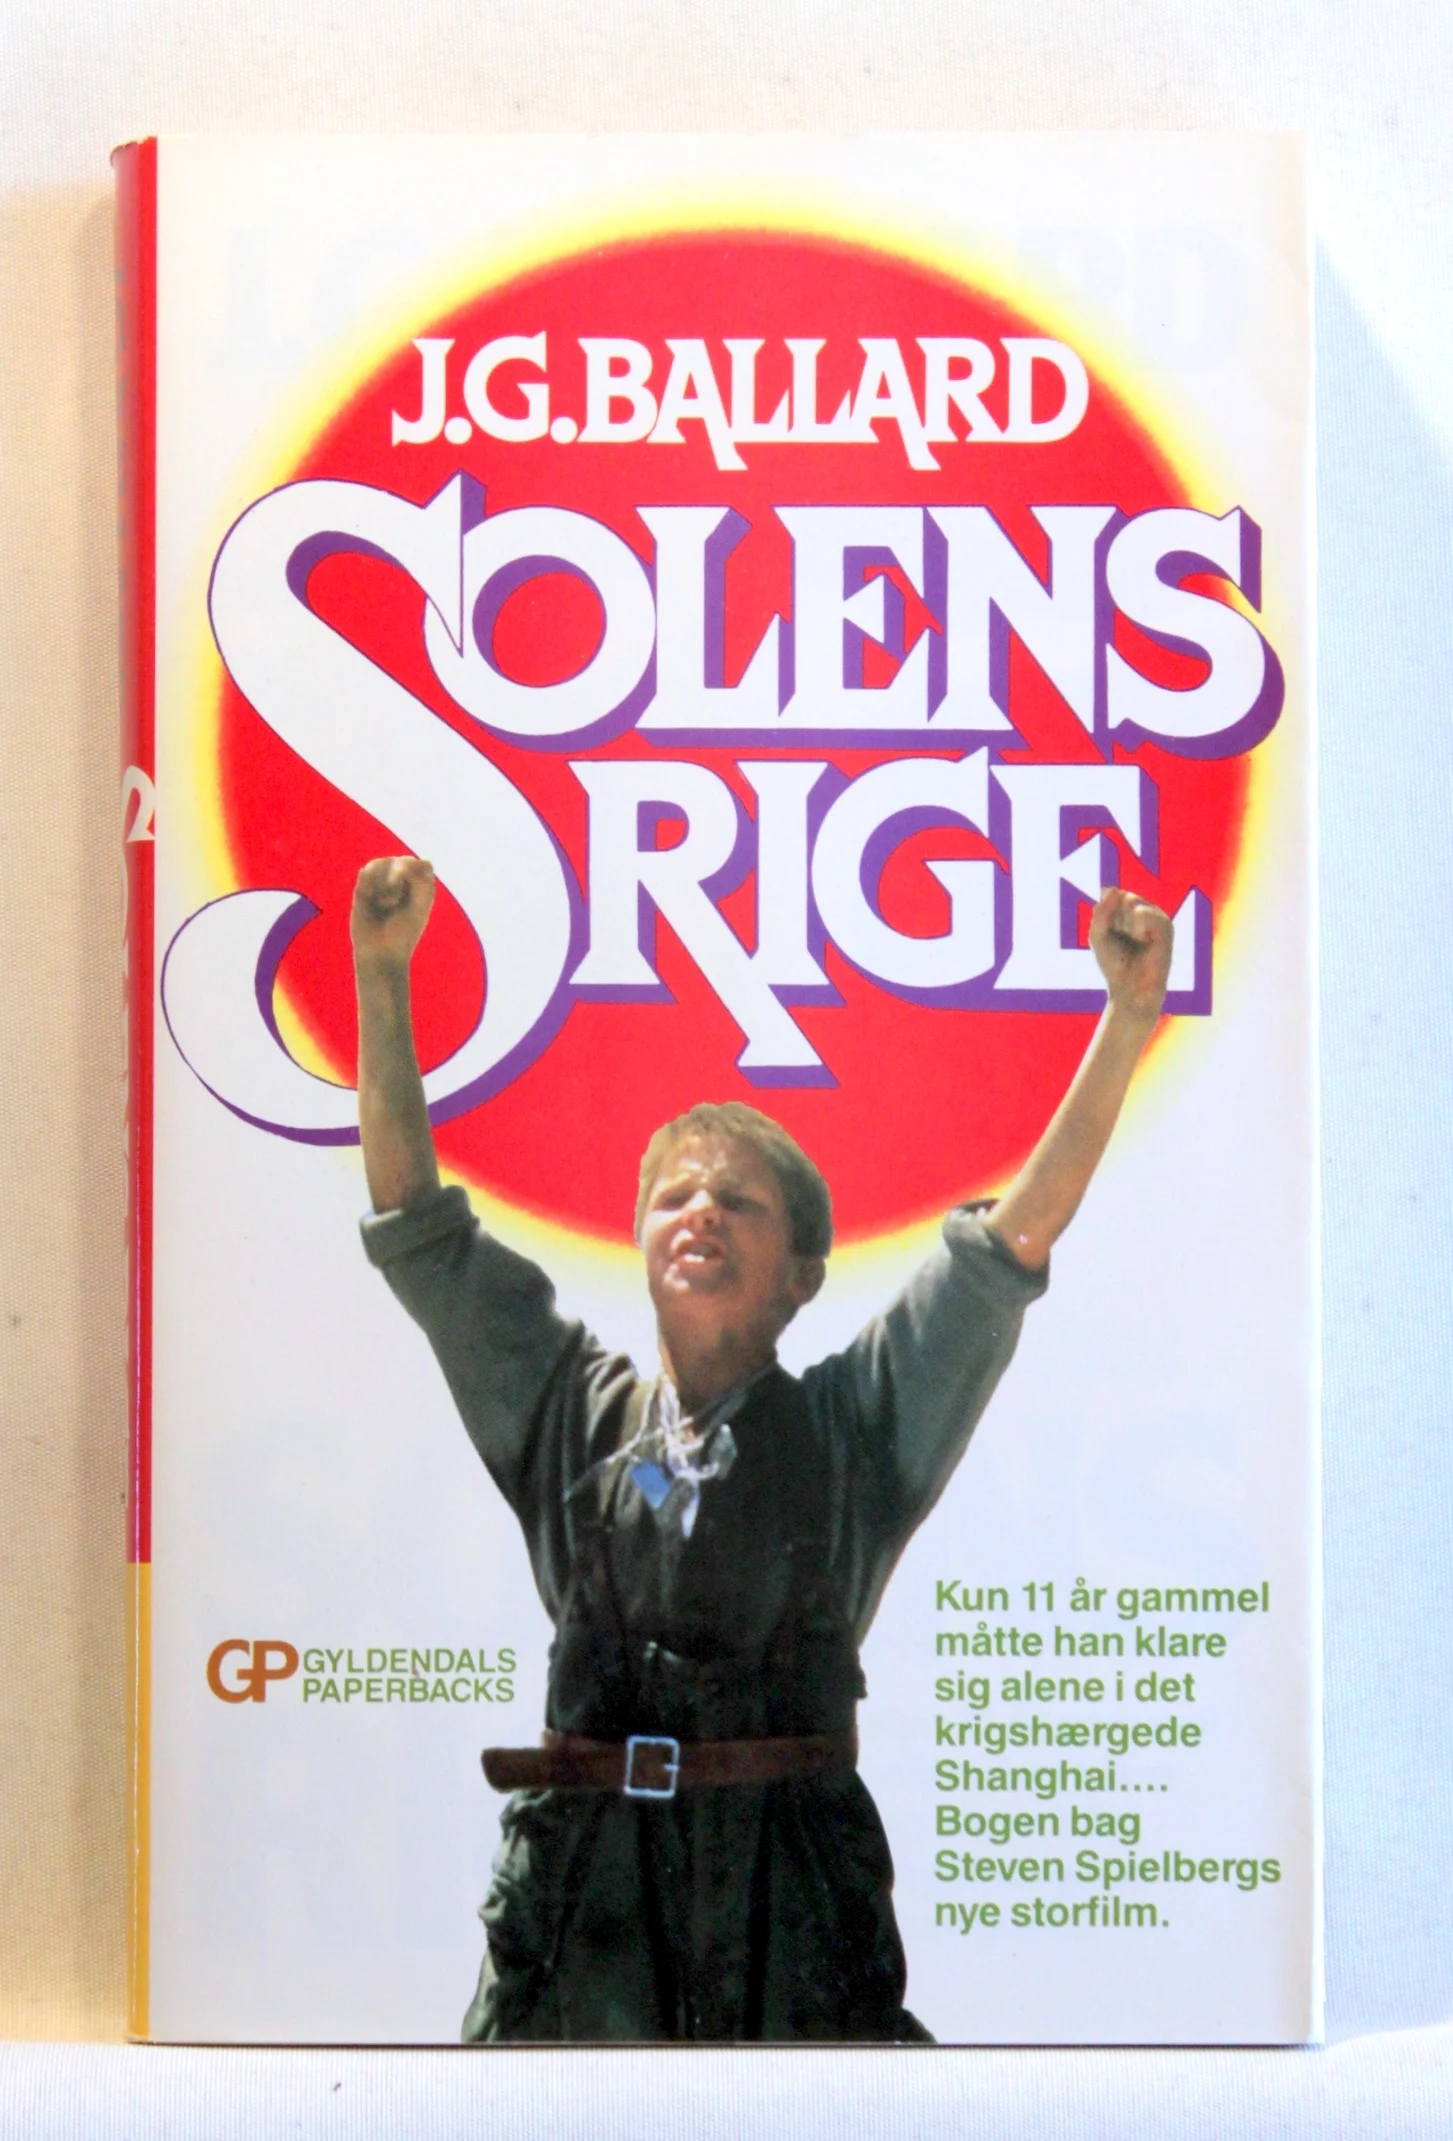 J.G.BALLARD
SOLENS
RIGE
GP GYLDENDALS
PAPERBACKS
Kun 11 år gammel
måtte han klare
sig alene i det
krigshærgede
Shanghai....
Bogen bag
Steven Spielbergs
nye storfilm.